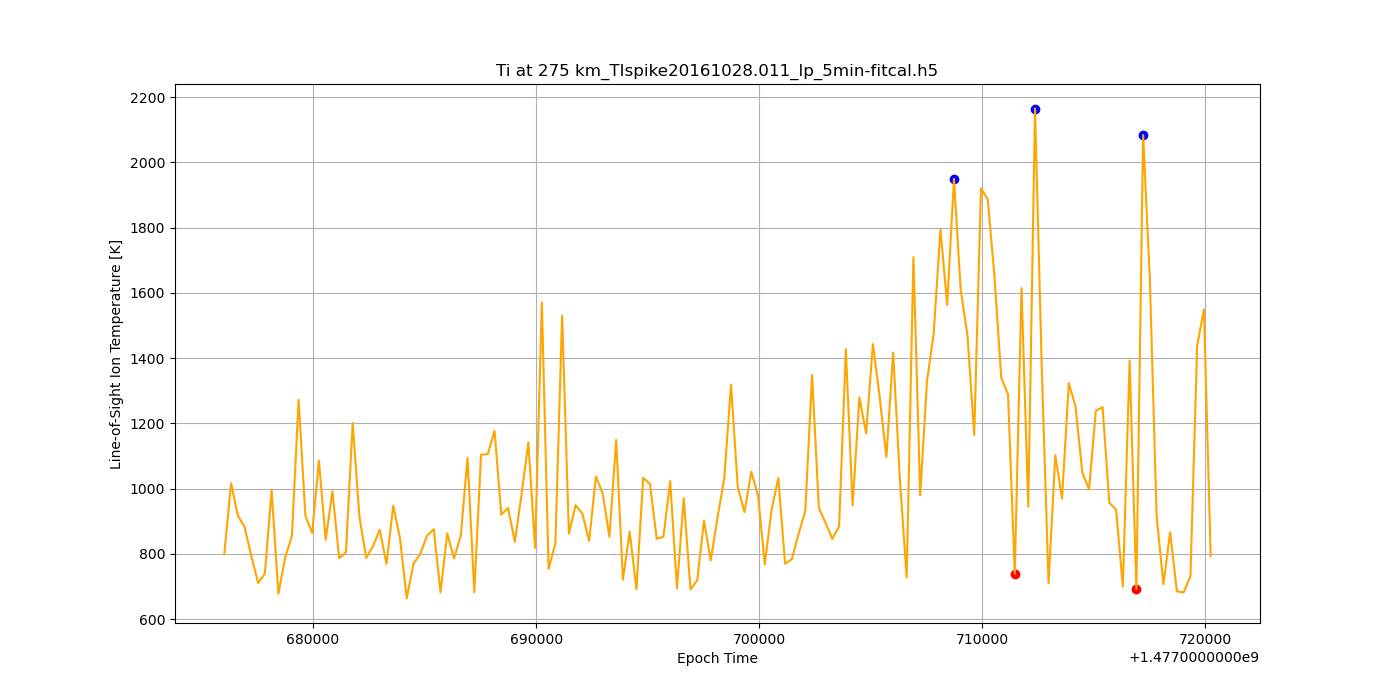 Ti at 275 km_TIspike20161028.011_lp_5min-fitcal.h5
Line-of-Sight Ion Temperature [K]
2200
2000
1800
1600
1400
1200
1000
800
600
680000 690000 700000 710000 720000
Epoch Time
+1.4770000000e9